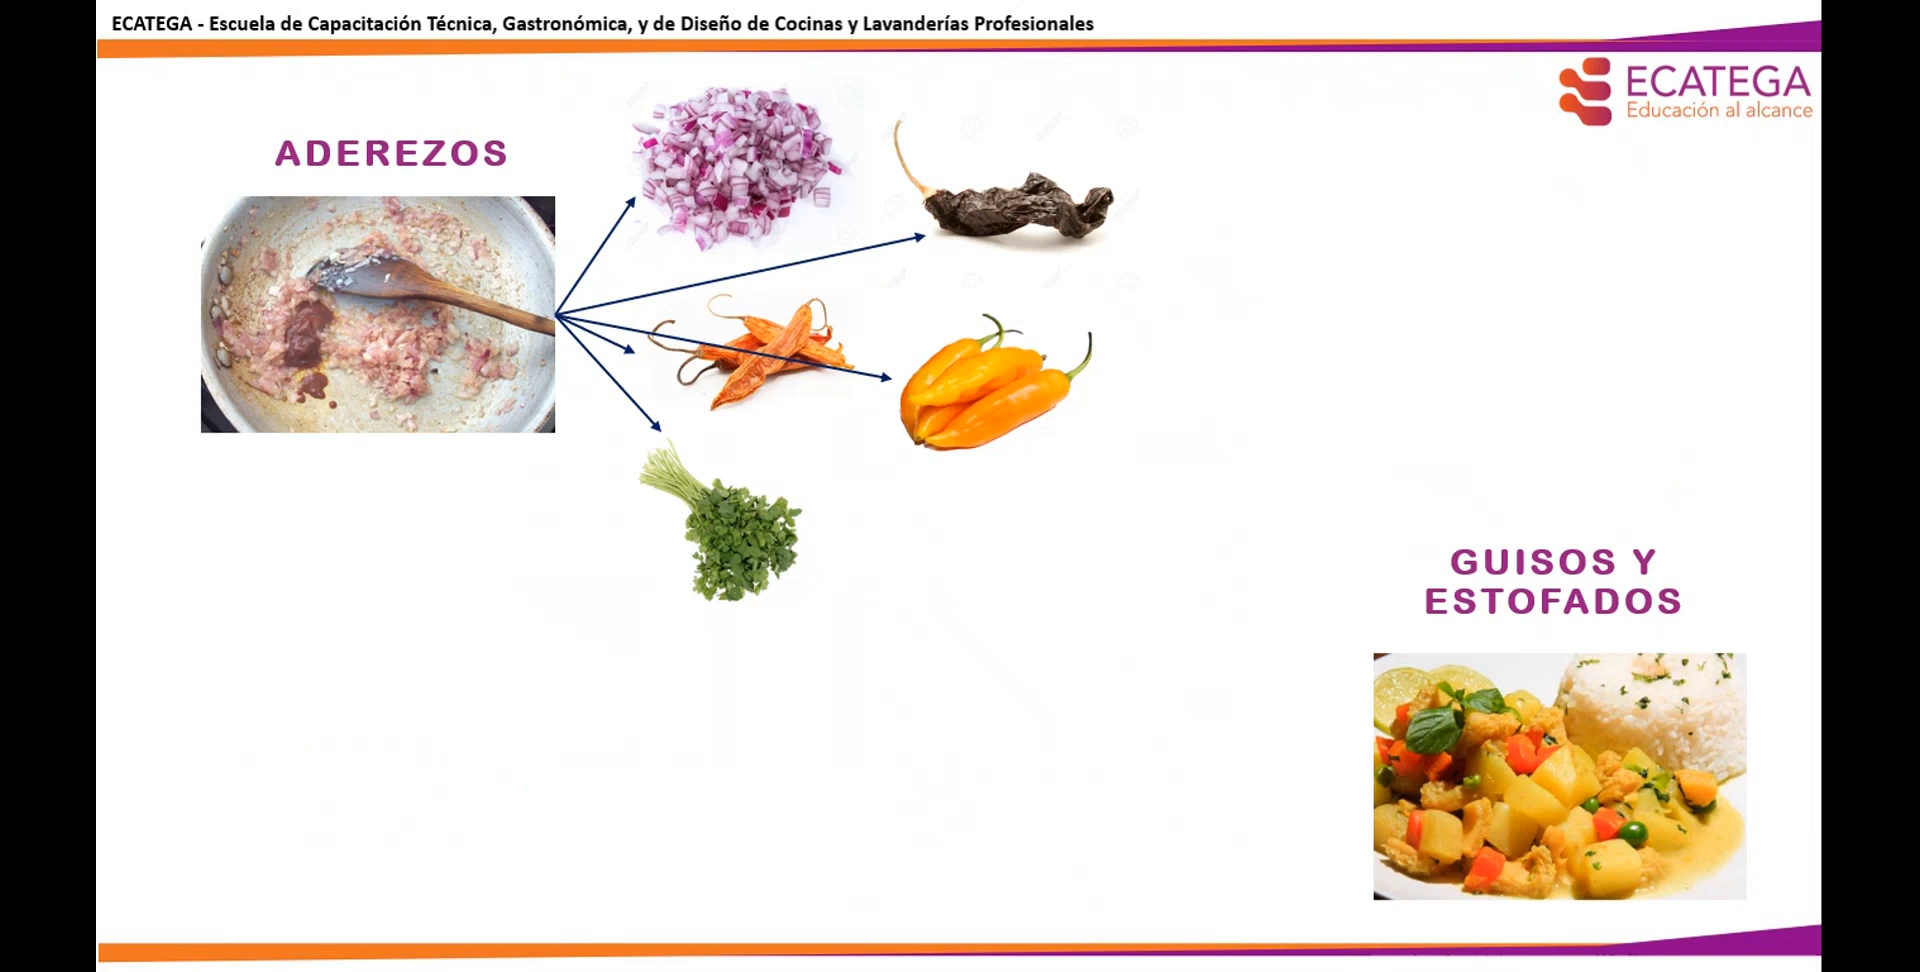 ECATEGA - Escuela de Capacitación Técnica, Gastronómica, y de Diseño de Cocinas y Lavanderías Profesionales
ECATEGA
Educación al alcance
ADEREZOS
GUISOS Y
ESTOFADOS